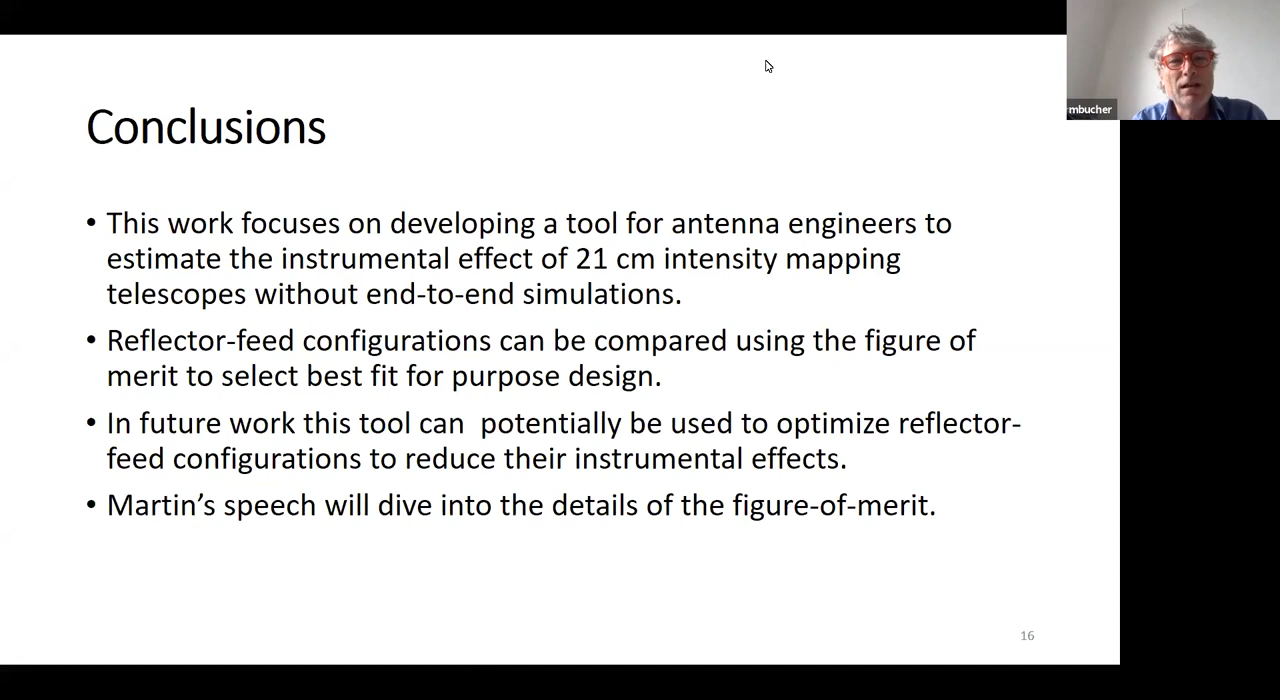 mbucher
Conclusions
• This work focuses on developing a tool for antenna engineers to
estimate the instrumental effect of 21 cm intensity mapping
telescopes without end-to-end simulations.
• Reflector-feed configurations can be compared using the figure of
merit to select best fit for purpose design.
• In future work this tool can  potentially be used to optimize reflector-
feed configurations to reduce their instrumental effects.
• Martin’s speech will dive into the details of the figure-of-merit.
16